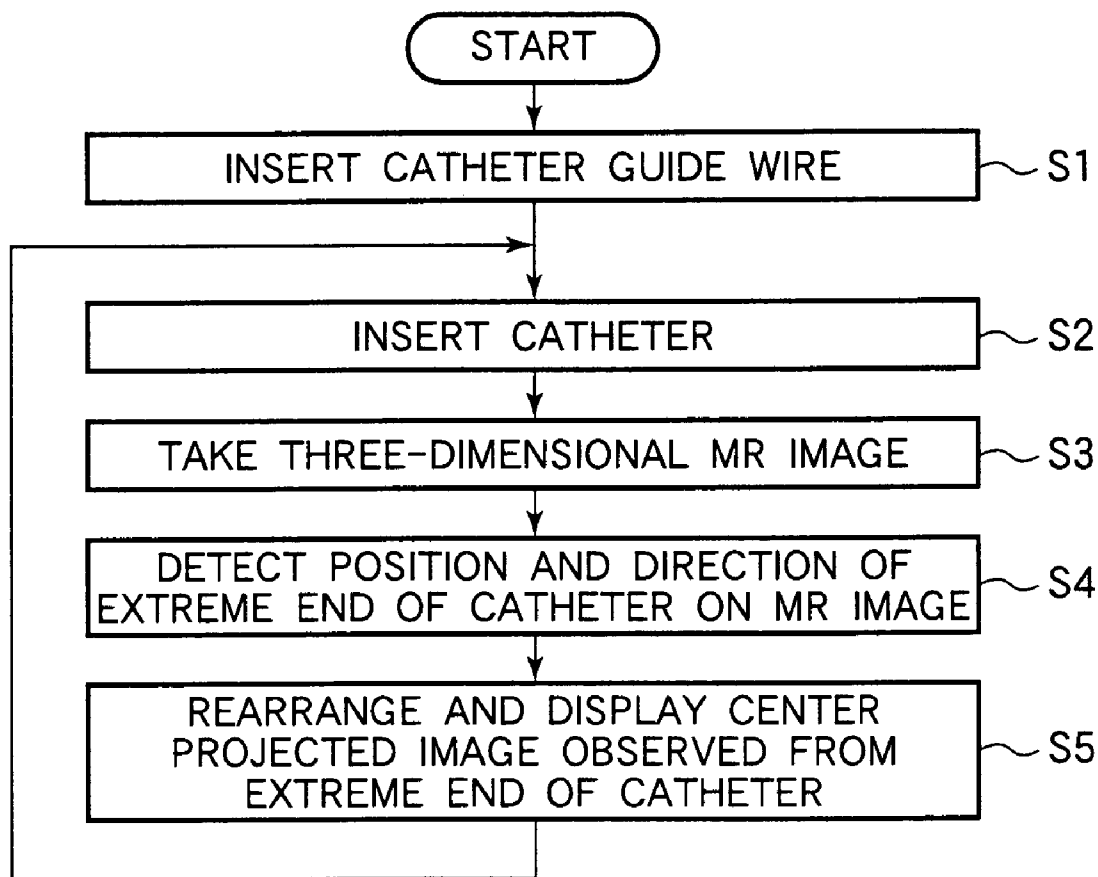 START
INSERT CATHETER GUIDE WIRE
S1
INSERT CATHETER
S2
TAKE THREE-DIMENSIONAL MR IMAGE
S3
DETECT POSITION AND DIRECTION OF
EXTREME END OF CATHETER ON MR IMAGE
S4
REARRANGE AND DISPLAY CENTER
PROJECTED IMAGE OBSERVED FROM
EXTREME END OF CATHETER
S5